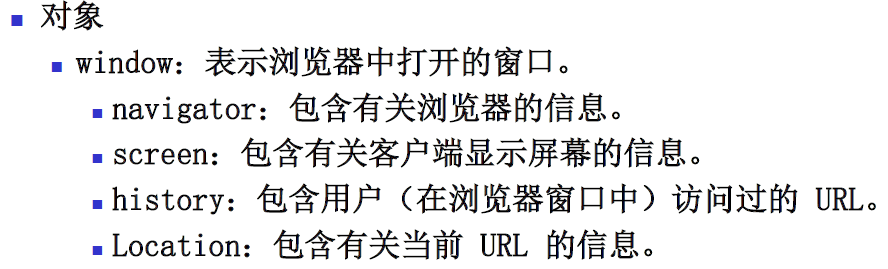 对象
window：表示浏览器中打开的窗口。
navigator：包含有关浏览器的信息。
screen：包含有关客户端显示屏幕的信息。
history：包含用户（在浏览器窗口中）访问过的 URL。
Location：包含有关当前 URL 的信息。